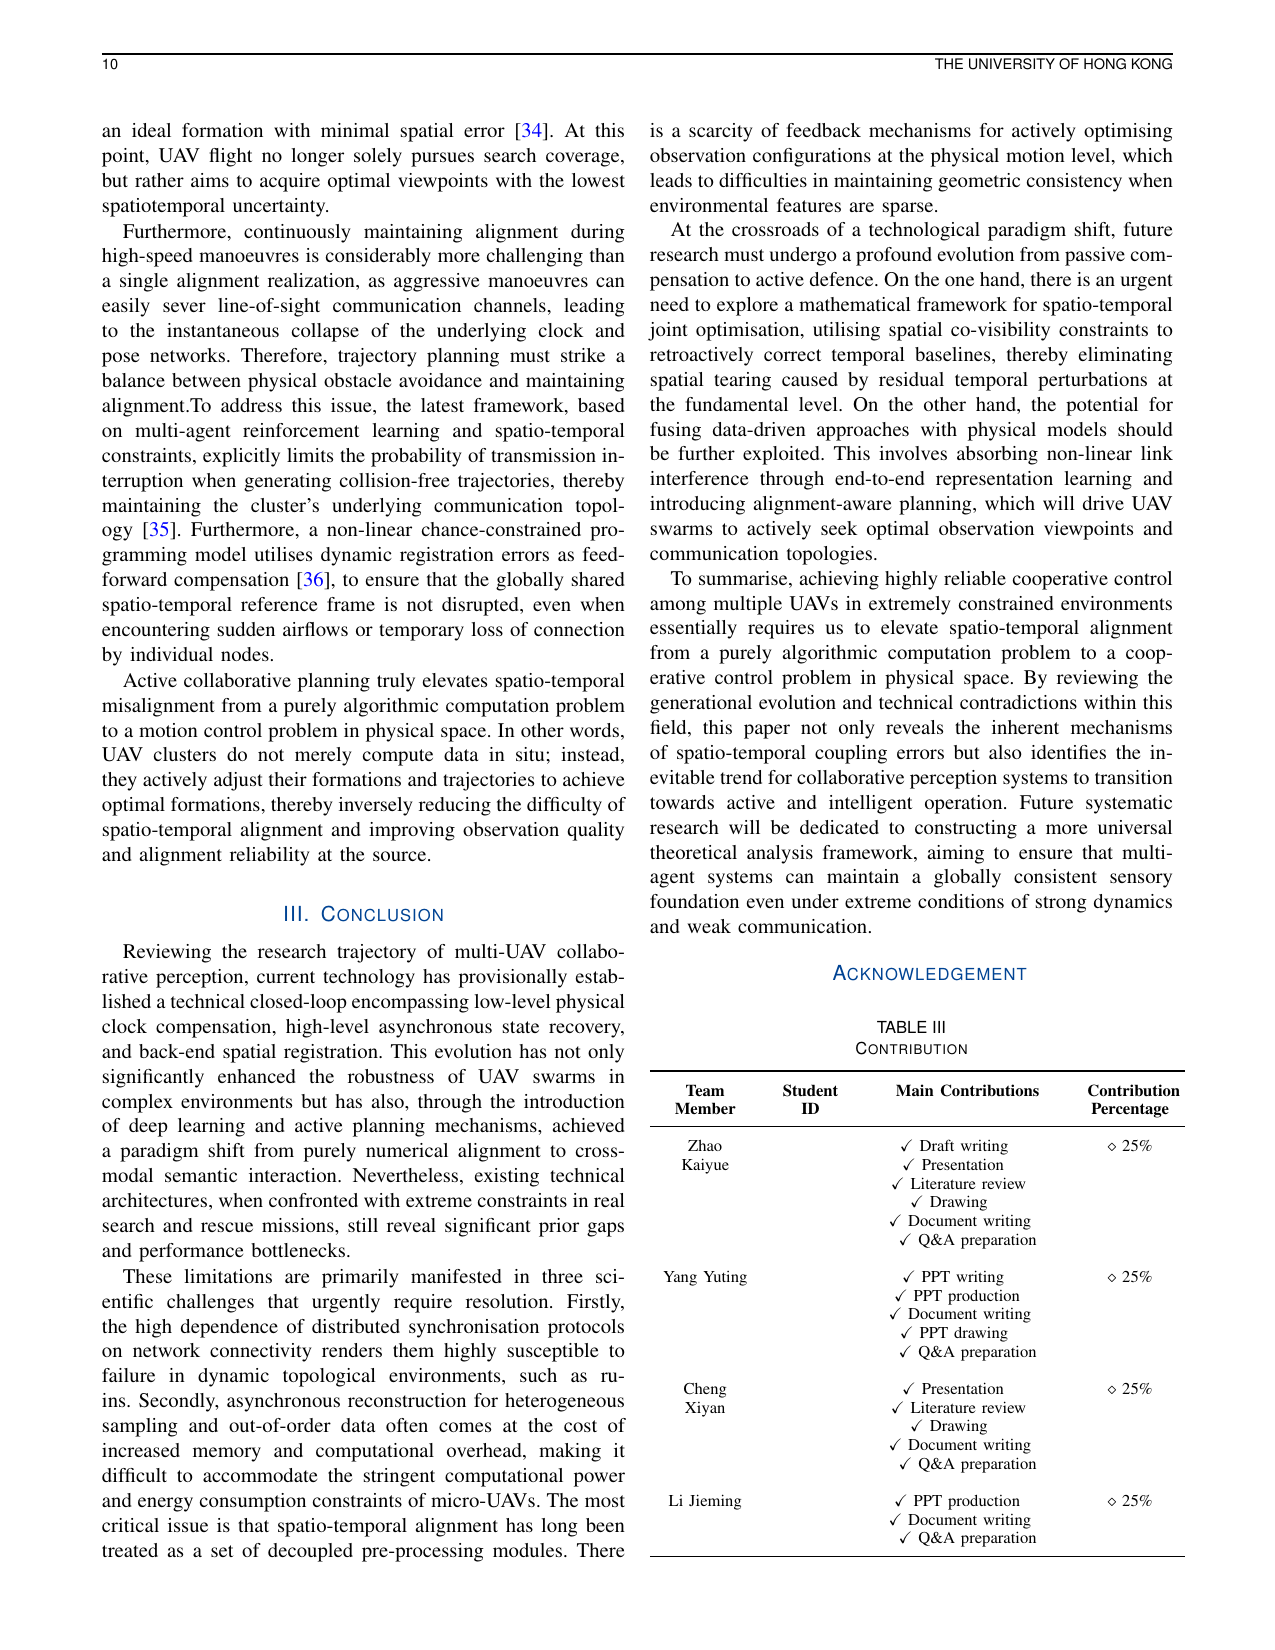 10
THE UNIVERSITY OF HONG KONG
an ideal formation with minimal spatial error [34]. At this
point, UAV flight no longer solely pursues search coverage,
but rather aims to acquire optimal viewpoints with the lowest
spatiotemporal uncertainty.
Furthermore, continuously maintaining alignment during
high-speed manoeuvres is considerably more challenging than
a single alignment realization, as aggressive manoeuvres can
easily sever line-of-sight communication channels, leading
to the instantaneous collapse of the underlying clock and
pose networks. Therefore, trajectory planning must strike a
balance between physical obstacle avoidance and maintaining
alignment.To address this issue, the latest framework, based
on multi-agent reinforcement learning and spatio-temporal
constraints, explicitly limits the probability of transmission in-
terruption when generating collision-free trajectories, thereby
maintaining the cluster's underlying communication topol-
ogy [35]. Furthermore, a non-linear chance-constrained pro-
gramming model utilises dynamic registration errors as feed-
forward compensation [36], to ensure that the globally shared
spatio-temporal reference frame is not disrupted, even when
encountering sudden airflows or temporary loss of connection
by individual nodes.
Active collaborative planning truly elevates spatio-temporal
misalignment from a purely algorithmic computation problem
to a motion control problem in physical space. In other words,
UAV clusters do not merely compute data in situ; instead,
they actively adjust their formations and trajectories to achieve
optimal formations, thereby inversely reducing the difficulty of
spatio-temporal alignment and improving observation quality
and alignment reliability at the source.
III. CONCLUSION
Reviewing the research trajectory of multi-UAV collabo-
rative perception, current technology has provisionally estab-
lished a technical closed-loop encompassing low-level physical
clock compensation, high-level asynchronous state recovery,
and back-end spatial registration. This evolution has not only
significantly enhanced the robustness of UAV swarms in
complex environments but has also, through the introduction
of deep learning and active planning mechanisms, achieved
a paradigm shift from purely numerical alignment to cross-
modal semantic interaction. Nevertheless, existing technical
architectures, when confronted with extreme constraints in real
search and rescue missions, still reveal significant prior gaps
and performance bottlenecks.
These limitations are primarily manifested in three sci-
entific challenges that urgently require resolution. Firstly,
the high dependence of distributed synchronisation protocols
on network connectivity renders them highly susceptible to
failure in dynamic topological environments, such as ru-
ins. Secondly, asynchronous reconstruction for heterogeneous
sampling and out-of-order data often comes at the cost of
increased memory and computational overhead, making it
difficult to accommodate the stringent computational power
and energy consumption constraints of micro-UAVs. The most
critical issue is that spatio-temporal alignment has long been
treated as a set of decoupled pre-processing modules. There
is a scarcity of feedback mechanisms for actively optimising
observation configurations at the physical motion level, which
leads to difficulties in maintaining geometric consistency when
environmental features are sparse.
At the crossroads of a technological paradigm shift, future
research must undergo a profound evolution from passive com-
pensation to active defence. On the one hand, there is an urgent
need to explore a mathematical framework for spatio-temporal
joint optimisation, utilising spatial co-visibility constraints to
retroactively correct temporal baselines, thereby eliminating
spatial tearing caused by residual temporal perturbations at
the fundamental level. On the other hand, the potential for
fusing data-driven approaches with physical models should
be further exploited. This involves absorbing non-linear link
interference through end-to-end representation learning and
introducing alignment-aware planning, which will drive UAV
swarms to actively seek optimal observation viewpoints and
communication topologies.
To summarise, achieving highly reliable cooperative control
among multiple UAVs in extremely constrained environments
essentially requires us to elevate spatio-temporal alignment
from a purely algorithmic computation problem to a coop-
erative control problem in physical space. By reviewing the
generational evolution and technical contradictions within this
field, this paper not only reveals the inherent mechanisms
of spatio-temporal coupling errors but also identifies the in-
evitable trend for collaborative perception systems to transition
towards active and intelligent operation. Future systematic
research will be dedicated to constructing a more universal
theoretical analysis framework, aiming to ensure that multi-
agent systems can maintain a globally consistent sensory
foundation even under extreme conditions of strong dynamics
and weak communication.
ACKNOWLEDGEMENT
TABLE III
CONTRIBUTION
Team Student Main Contributions Contribution
Member ID Percentage
Zhao ✓ Draft writing ⋄ 25%
Kaiyue ✓ Presentation
✓ Literature review
✓ Drawing
✓ Document writing
✓ Q&A preparation
Yang Yuting ✓ PPT writing ⋄ 25%
✓ PPT production
✓ Document writing
✓ PPT drawing
✓ Q&A preparation
Cheng ✓ Presentation ⋄ 25%
Xiyan ✓ Literature review
✓ Drawing
✓ Document writing
✓ Q&A preparation
Li Jieming ✓ PPT production ⋄ 25%
✓ Document writing
✓ Q&A preparation